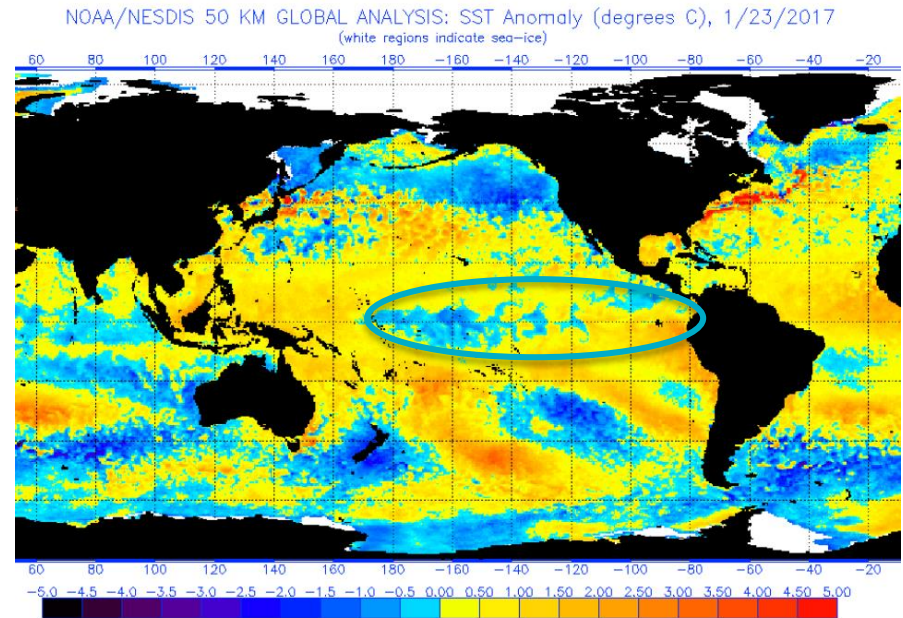 NOAA/NESDIS 50 KM GLOBAL ANALYSIS: SST Anomaly (degrees C), 1/23/2017
(white regions indicate sea-ice)
60 80 100 120 140 160 180 -160 -140 -120 -100 -80 -60 -40 -20
60 80 100 120 140 160 180 -160 -140 -120 -100 -80 -60 -40 -20
-5.0 -4.5 -4.0 -3.5 -3.0 -2.5 -2.0 -1.5 -1.0 -0.5 0.00 0.50 1.00 1.50 2.00 2.50 3.00 3.50 4.00 4.50 5.00